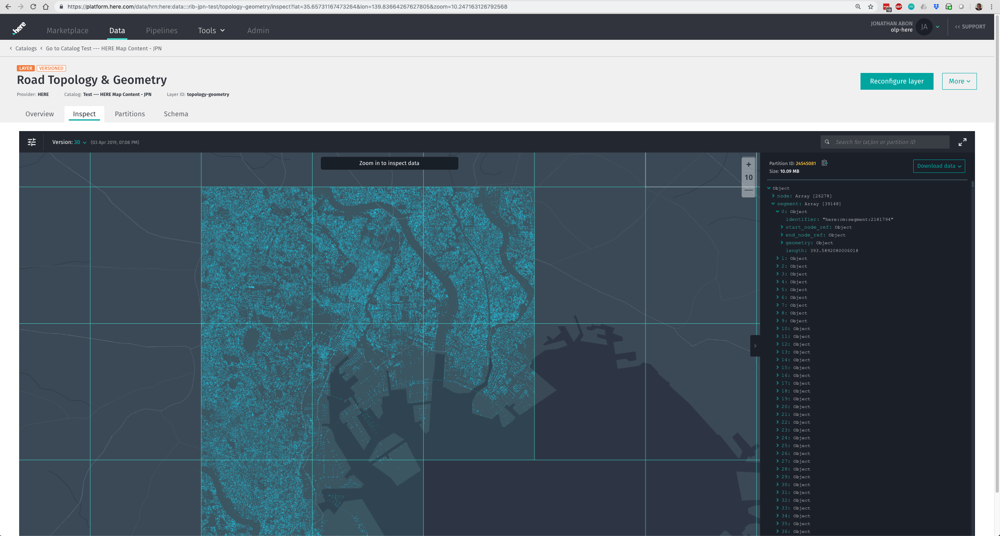 https://platform.here.com/data/hrn:here:data:::rib-jpn-test/topology-geometry/inspect?lat=35.65731167473264&lon=139.83664267627805&zoom=10.247163126792568
10
ABP
m
here
Marketplace
Data
Pipelines
Tools
Admin
JONATHAN ABON
olp-here
JA
<< SUPPORT
< Catalogs < Go to Catalog Test --- HERE Map Content - JPN
LAYER VERSIONED
Road Topology & Geometry
Reconfigure layer
More
Provider: HERE Catalog: Test --- HERE Map Content - JPN Layer ID: topology-geometry
Overview
Inspect
Partitions
Schema
Version: 30 (03 Apr 2019, 07:08 PM)
Search for lat,lon or partition ID
Zoom in to inspect data
+
10
—
Partition ID: 24545081
Size: 10.09 MB
Download data
Object
node: Array [26278]
segment: Array [39148]
0: Object
identifier: "here:cm:segment:2181794"
start_node_ref: Object
end_node_ref: Object
geometry: Object
length: 393.5892080006018
1: Object
2: Object
3: Object
4: Object
5: Object
6: Object
7: Object
8: Object
9: Object
10: Object
11: Object
12: Object
13: Object
14: Object
15: Object
16: Object
17: Object
18: Object
19: Object
20: Object
21: Object
22: Object
23: Object
24: Object
25: Object
26: Object
27: Object
28: Object
29: Object
30: Object
31: Object
32: Object
33: Object
34: Object
35: Object
36: Object